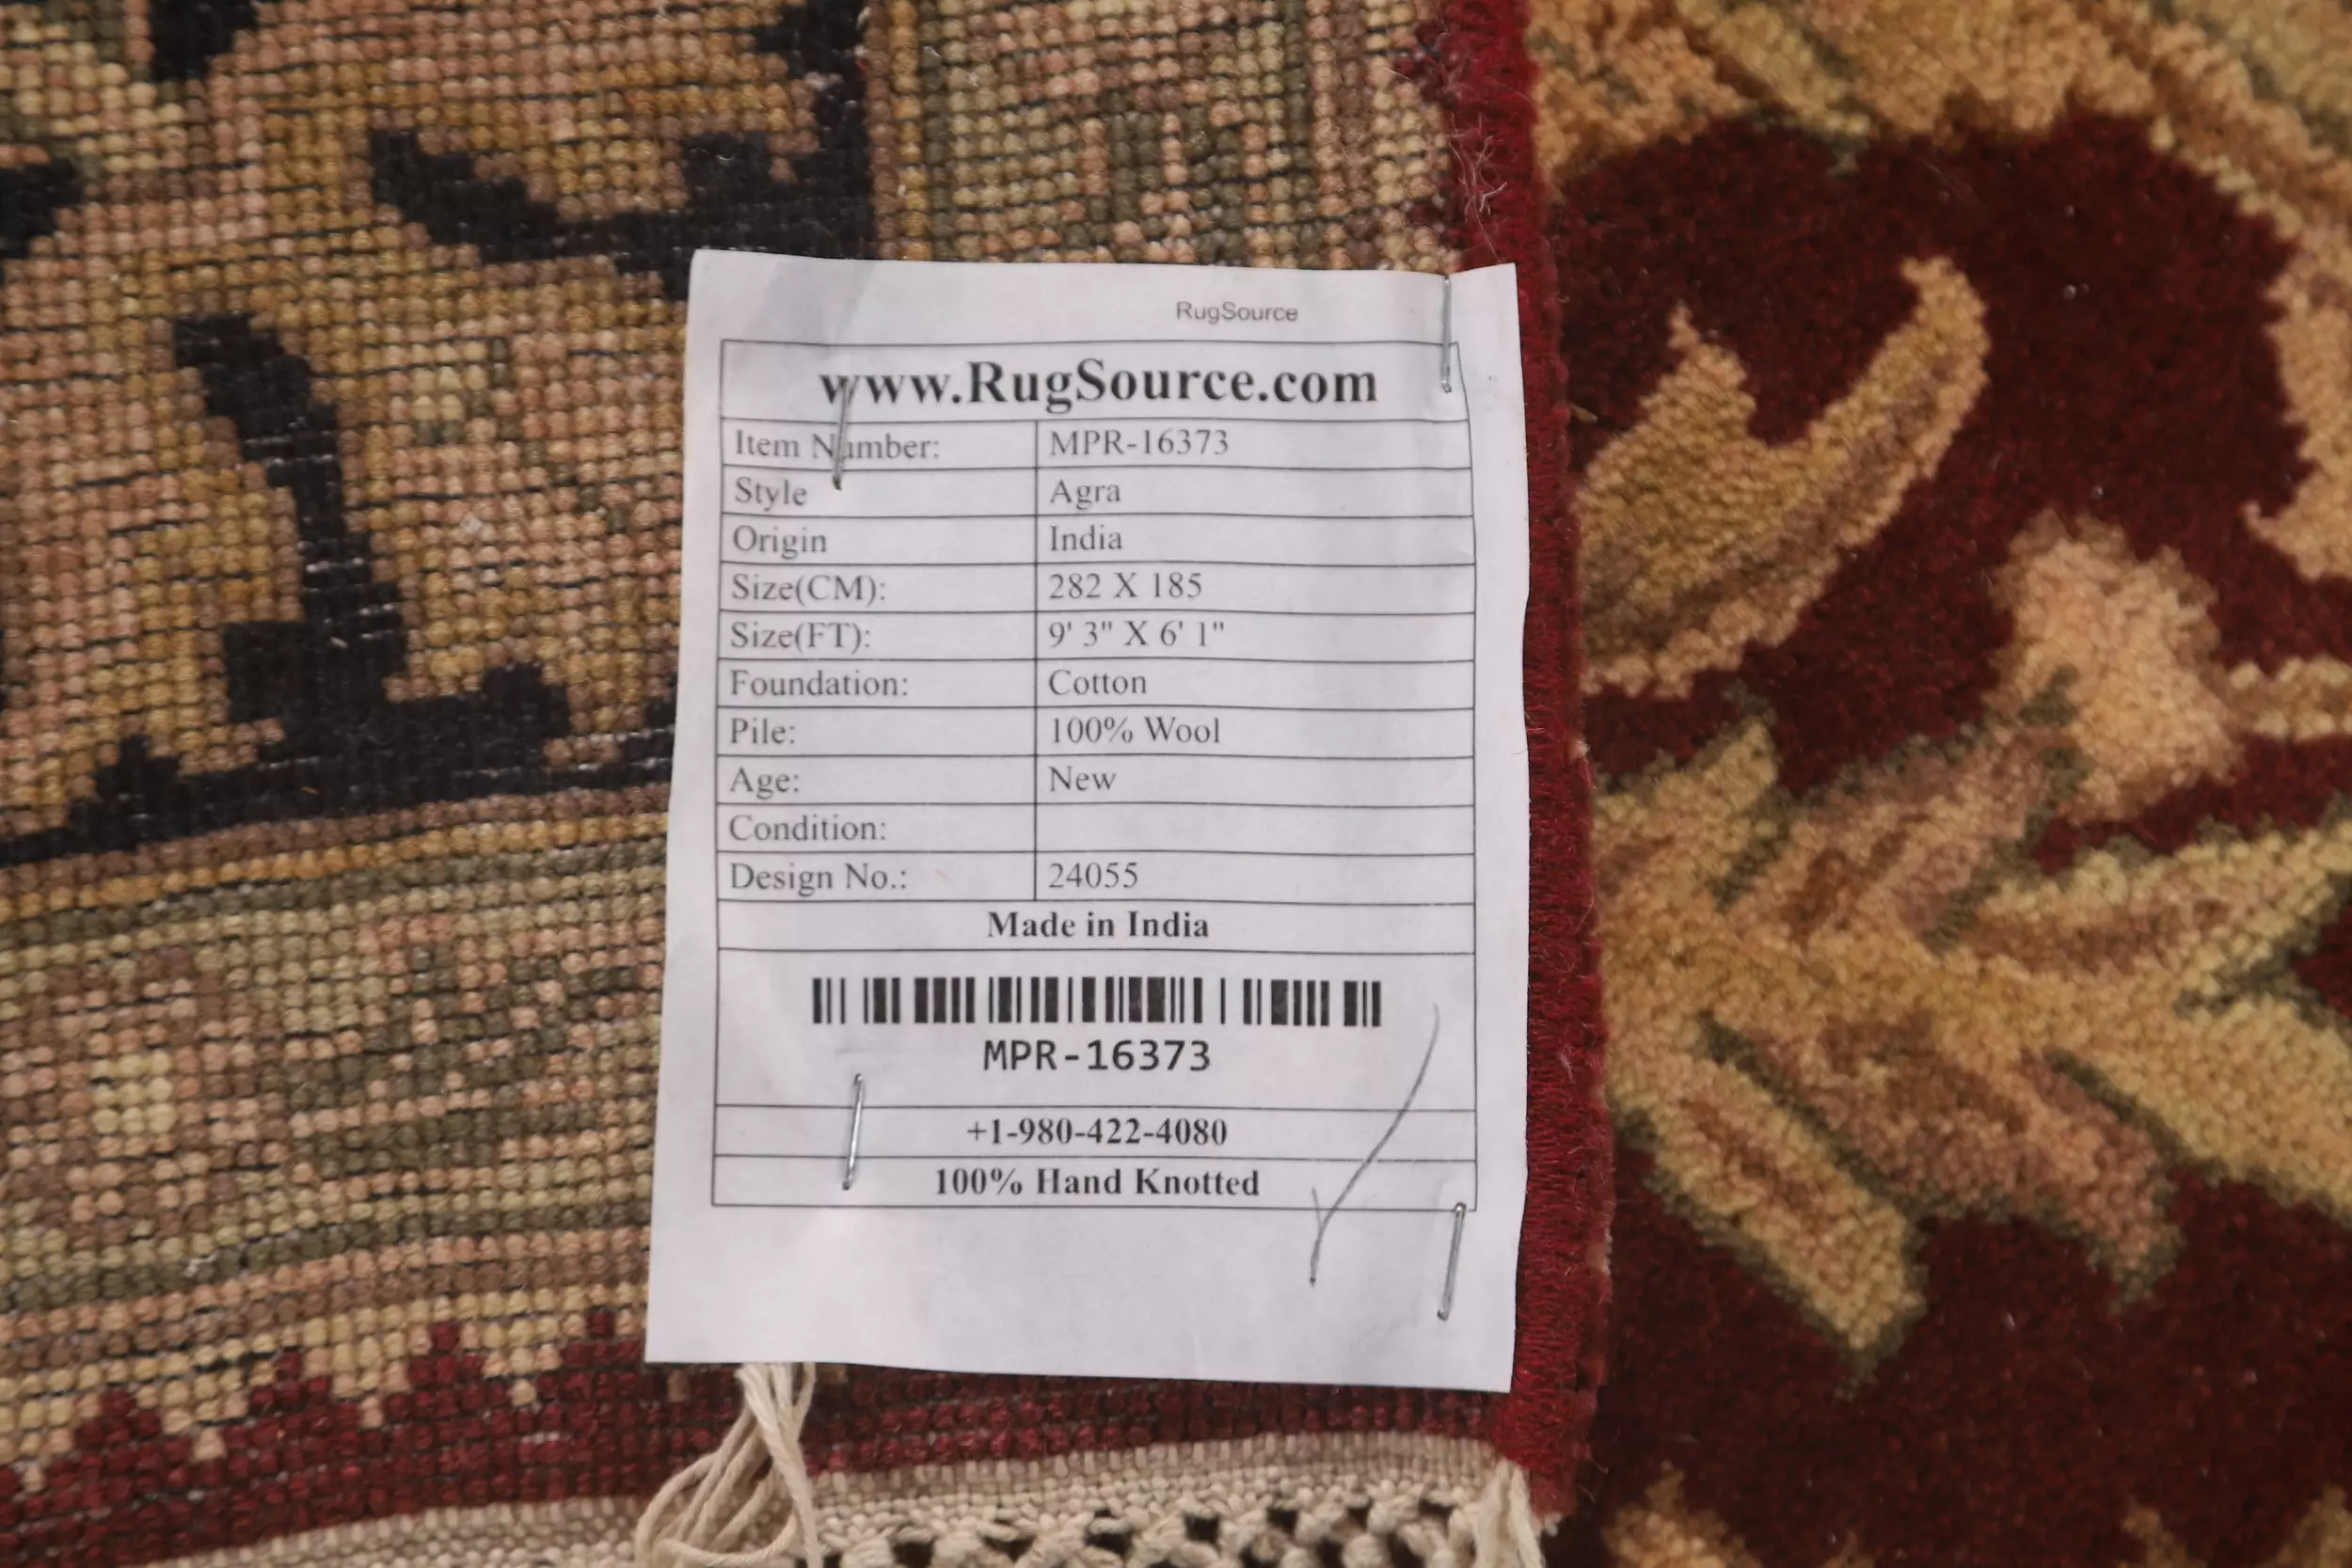 RugSource
www.RugSource.com
Item Number: MPR-16373
Style Agra
Origin India
Size(CM): 282 X 185
Size(FT): 9' 3" X 6' 1"
Foundation: Cotton
Pile: 100% Wool
Age: New
Condition:
Design No.: 24055
Made in India
MPR-16373
+1-980-422-4080
100% Hand Knotted